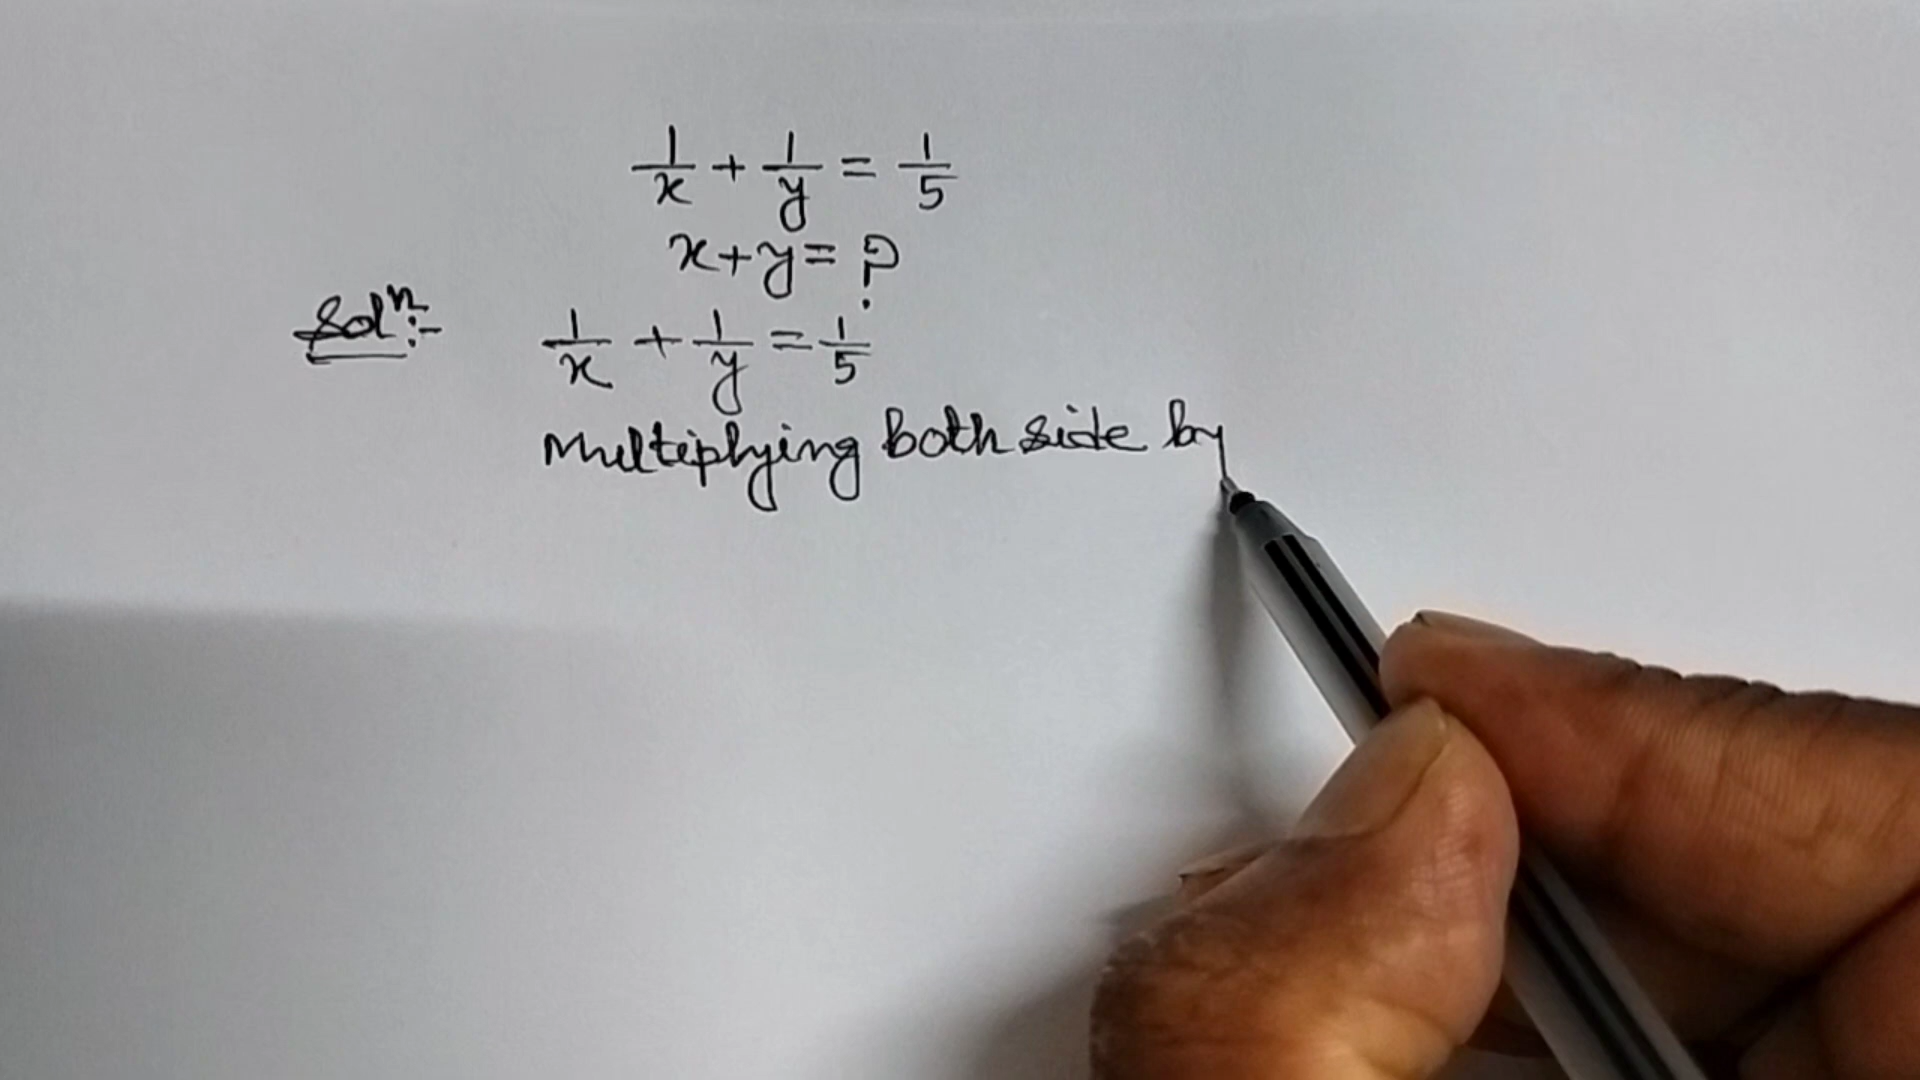 1/x + 1/y = 1/5
x+y= ?
Solⁿ:-
1/x + 1/y = 1/5
Multiplying both side by